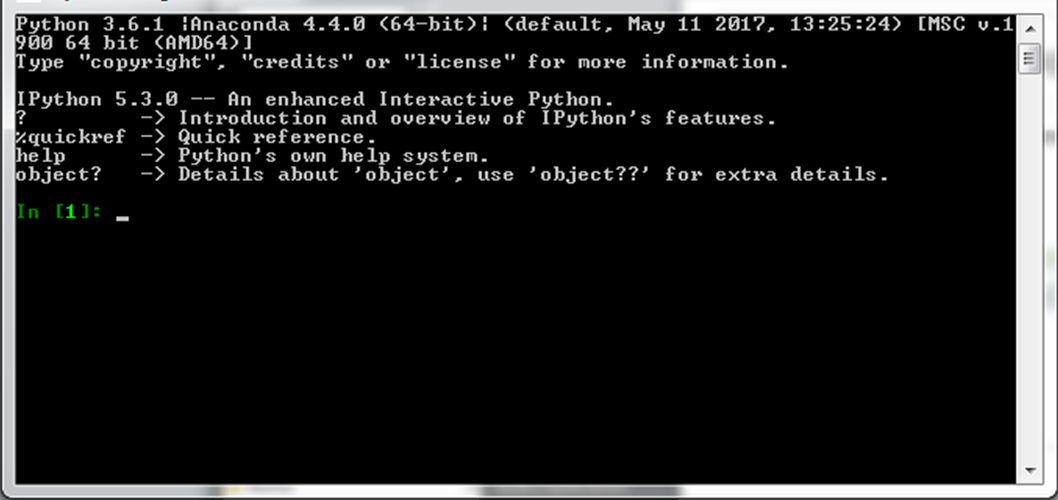 Python 3.6.1 |Anaconda 4.4.0 (64-bit)| (default, May 11 2017, 13:25:24) [MSC v.1
900 64 bit (AMD64)]
Type "copyright", "credits" or "license" for more information.
IPython 5.3.0 -- An enhanced Interactive Python.
?         -> Introduction and overview of IPython's features.
%quickref -> Quick reference.
help      -> Python's own help system.
object?   -> Details about 'object', use 'object??' for extra details.
In [1]: _